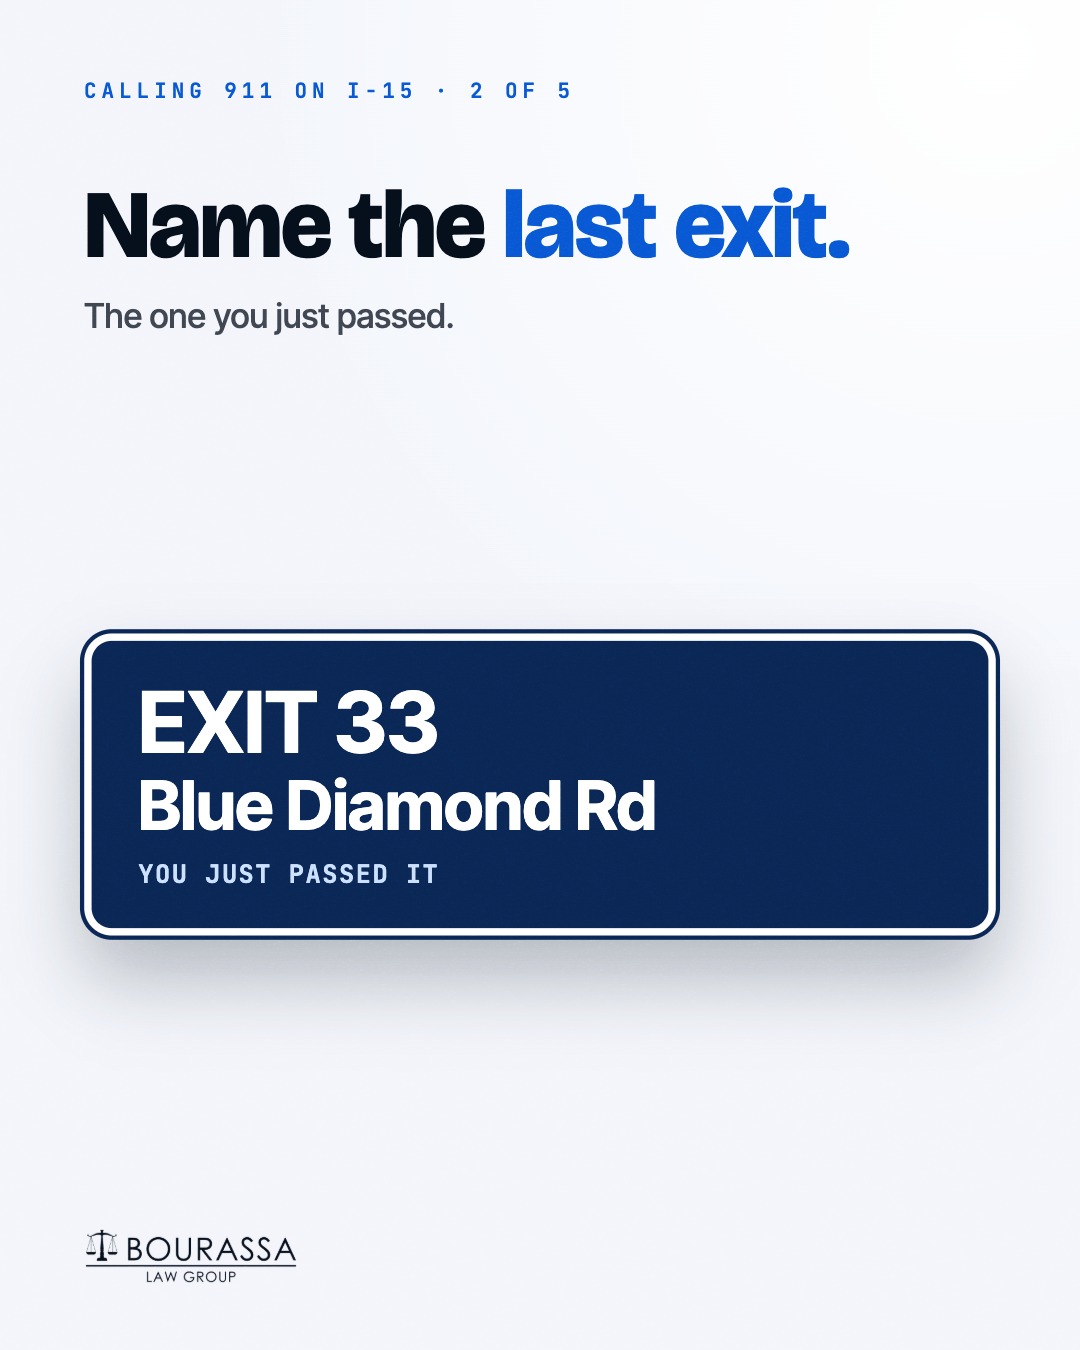 CALLING 911 ON I-15 · 2 OF 5
Name the last exit.
The one you just passed.
EXIT 33
Blue Diamond Rd
YOU JUST PASSED IT
BOURASSA
LAW GROUP